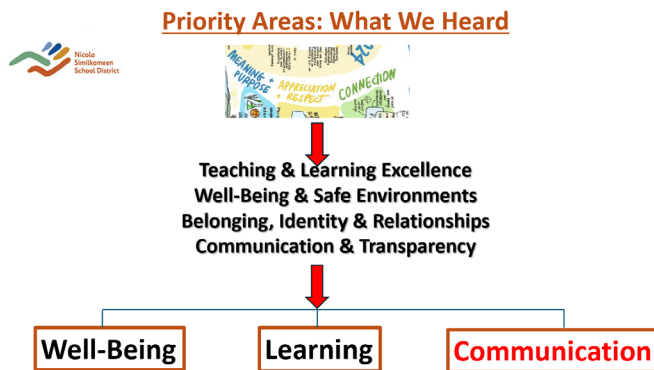 Priority Areas: What We Heard
Nicola
Similkameen
School District
MEANING +
PURPOSE
APPRECIATION
+ RESPECT
CONNECTION
Teaching & Learning Excellence
Well-Being & Safe Environments
Belonging, Identity & Relationships
Communication & Transparency
Well-Being
Learning
Communication